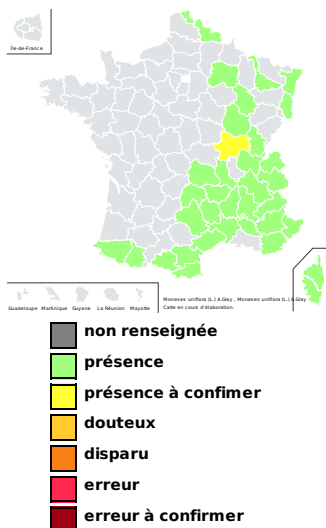 Île-de-France
Guadeloupe Martinique Guyane La Réunion Mayotte
Moneses uniflora (L.) A.Gray , Moneses uniflora (L.) A.Gray
Carte en cours d'élaboration.
non renseignée
présence
présence à confimer
douteux
disparu
erreur
erreur à confirmer